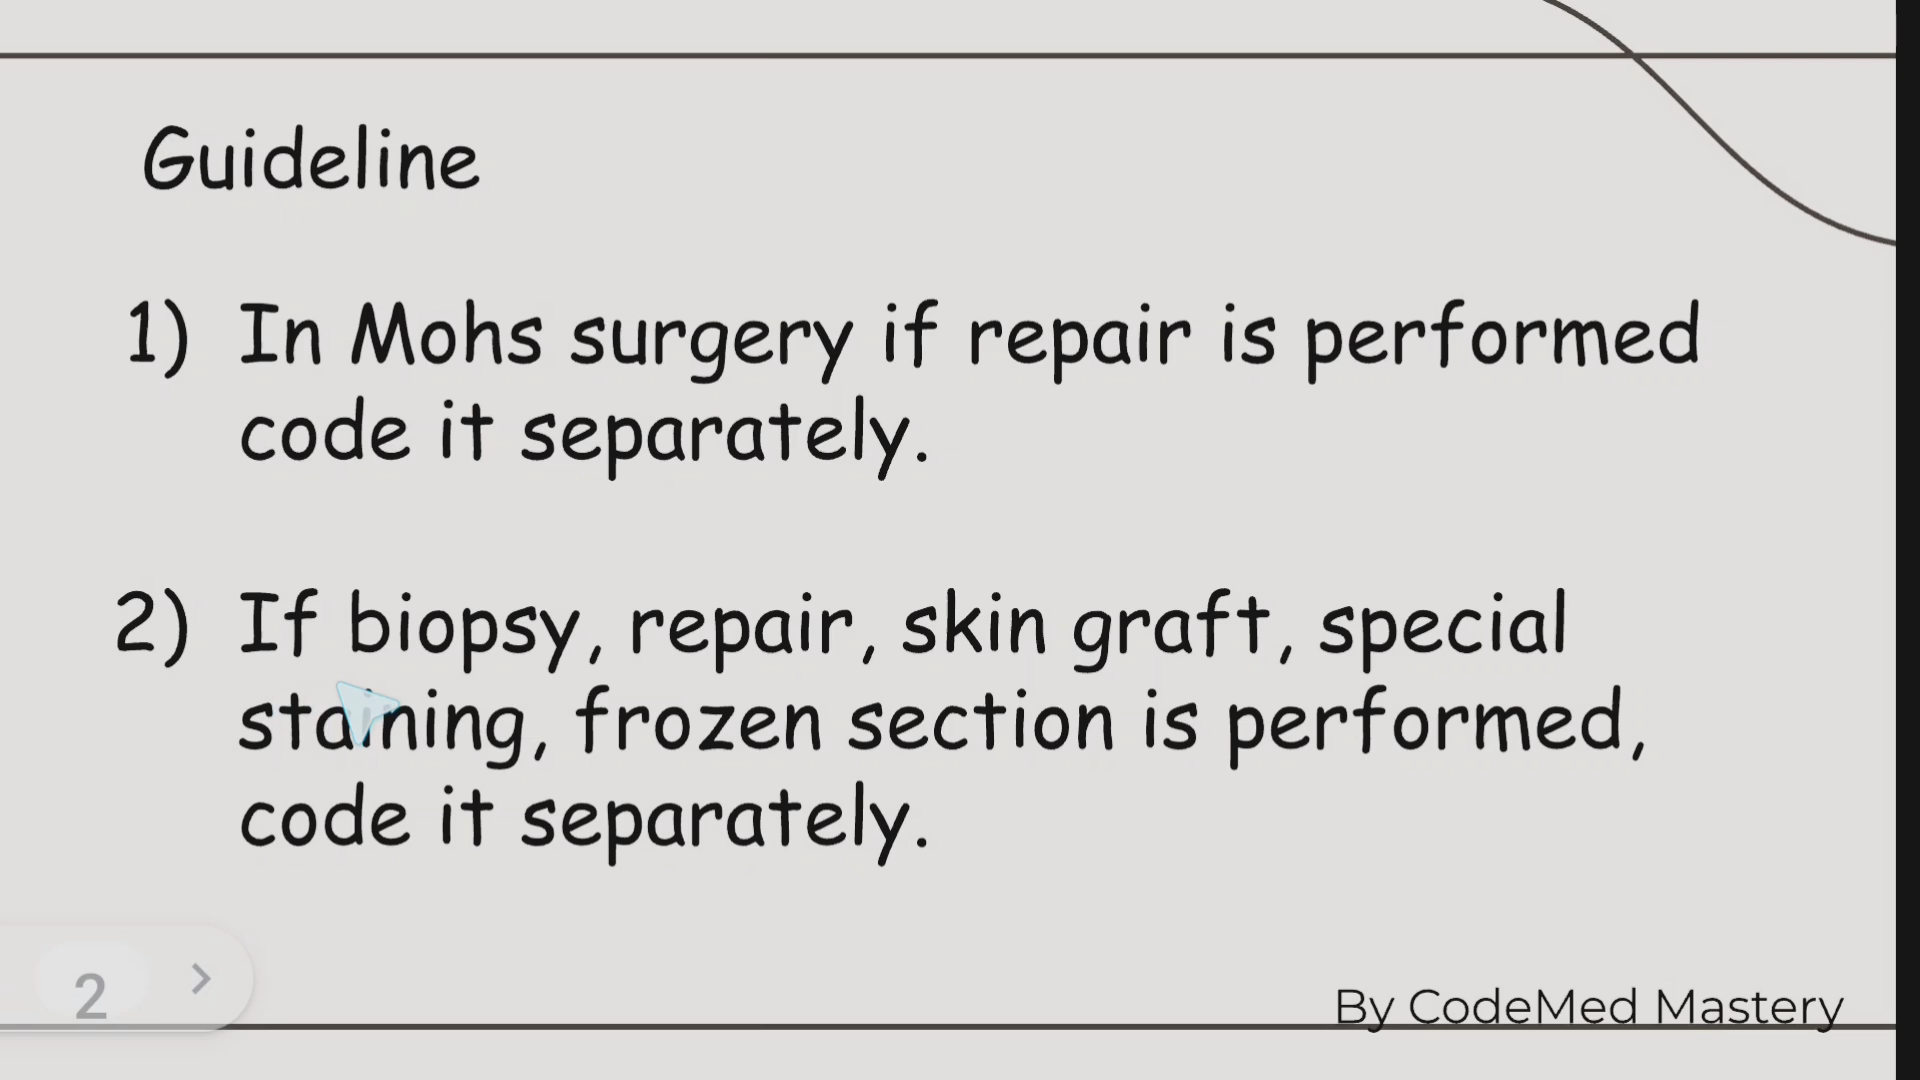 Guideline
1) In Mohs surgery if repair is performed
code it separately.
2) If biopsy, repair, skin graft, special
staining, frozen section is performed,
code it separately.
2 >
By CodeMed Mastery